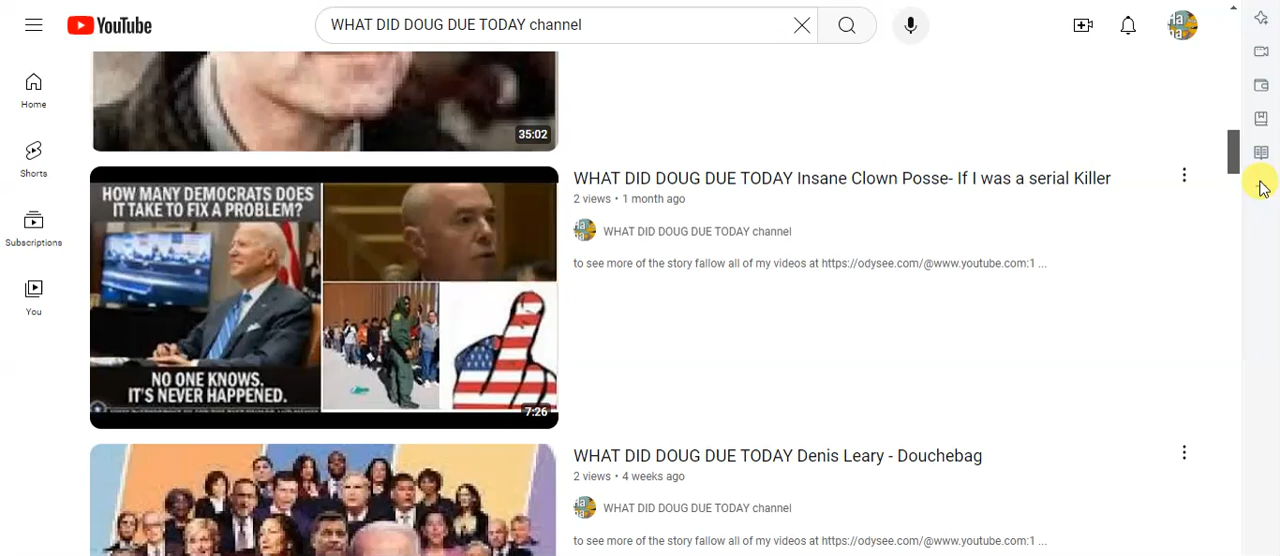 YouTube
WHAT DID DOUG DUE TODAY channel
Home
Shorts
Subscriptions
You
35:02
HOW MANY DEMOCRATS DOES
IT TAKE TO FIX A PROBLEM?
NO ONE KNOWS.
IT'S NEVER HAPPENED.
7:26
WHAT DID DOUG DUE TODAY Insane Clown Posse- If I was a serial Killer
2 views • 1 month ago
WHAT DID DOUG DUE TODAY channel
to see more of the story fallow all of my videos at https://odysee.com/@www.youtube.com:1 ...
WHAT DID DOUG DUE TODAY Denis Leary - Douchebag
2 views • 4 weeks ago
WHAT DID DOUG DUE TODAY channel
to see more of the story fallow all of my videos at https://odysee.com/@www.youtube.com:1 ...